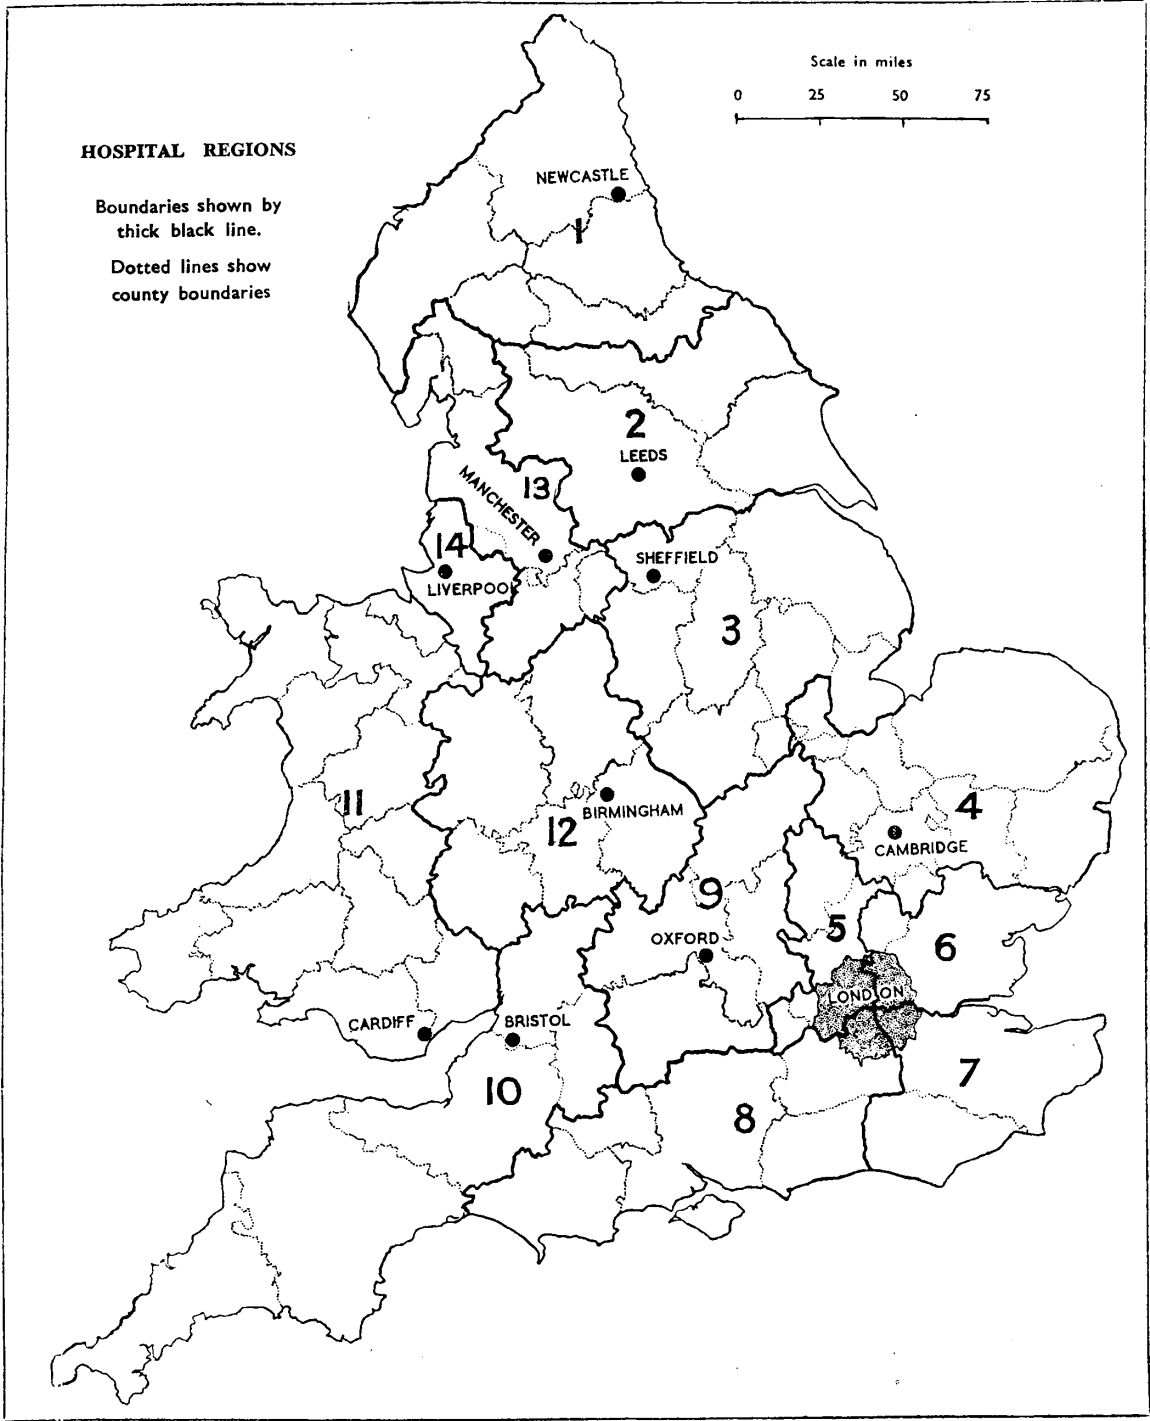 Scale in miles
0 25 50 75
HOSPITAL REGIONS
Boundaries shown by
thick black line.
Dotted lines show
county boundaries
NEWCASTLE
1
2
LEEDS
MANCHESTER
13
14
LIVERPOOL
SHEFFIELD
3
11
12
BIRMINGHAM
4
CAMBRIDGE
9
OXFORD
5
6
LONDON
CARDIFF
BRISTOL
10
8
7